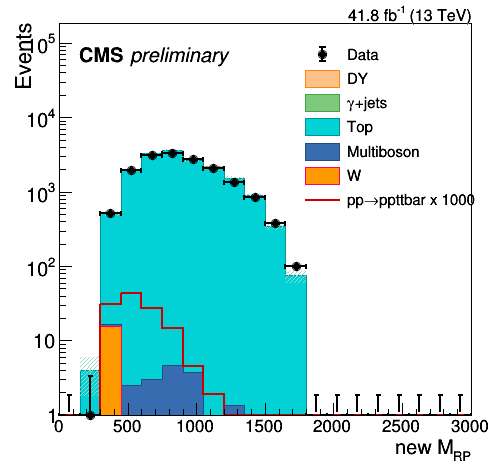 41.8 fb⁻¹ (13 TeV)
Events
CMS preliminary
Data
DY
γ+jets
Top
Multiboson
W
pp→ppttbar x 1000
10⁵
10⁴
10³
10²
10
1
0 500 1000 1500 2000 2500 3000
new M_RP